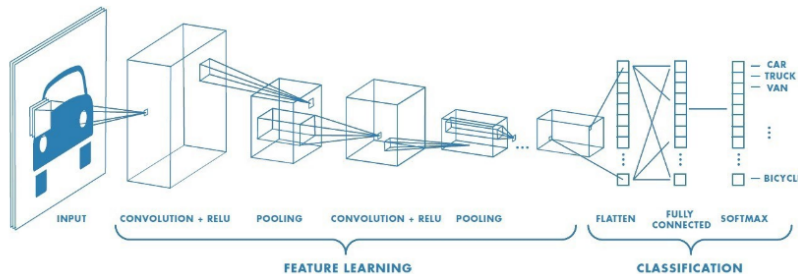 CAR
TRUCK
VAN
BICYCLE
INPUT
CONVOLUTION + RELU
POOLING
CONVOLUTION + RELU
POOLING
FLATTEN
FULLY
CONNECTED
SOFTMAX
FEATURE LEARNING
CLASSIFICATION